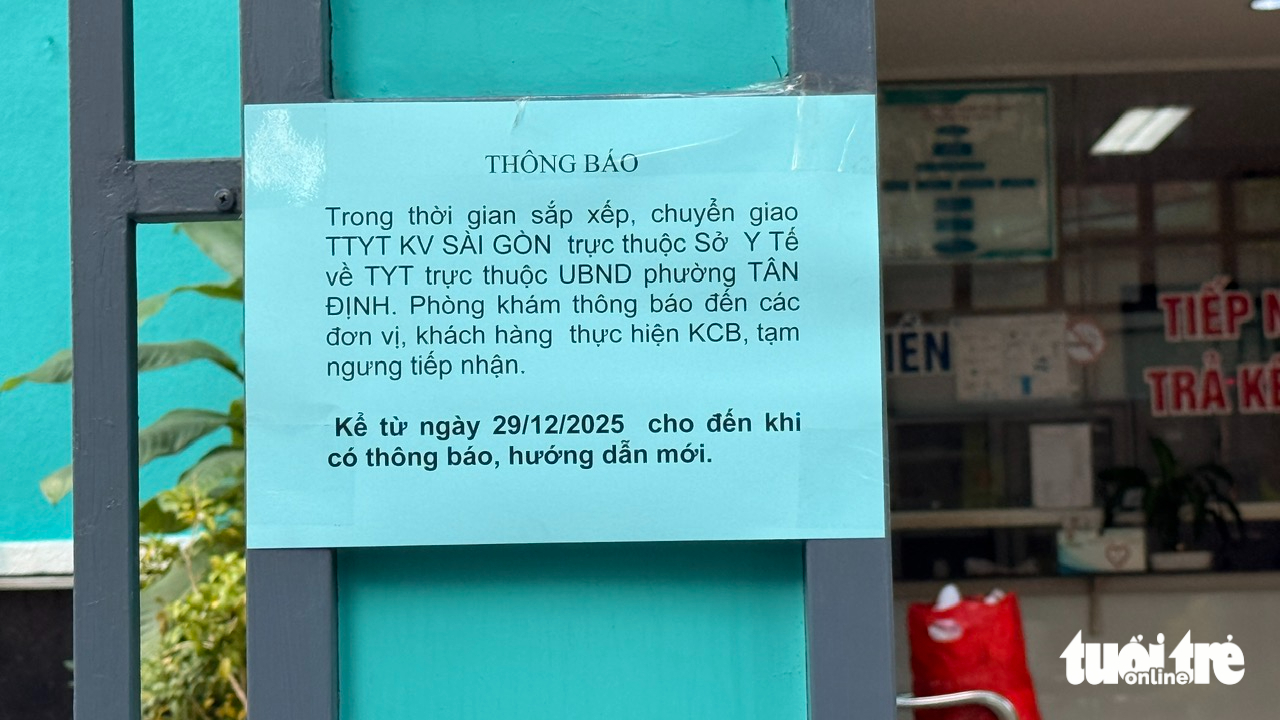 THÔNG BÁO
Trong thời gian sắp xếp, chuyển giao
TTYT KV SÀI GÒN trực thuộc Sở Y Tế
về TYT trực thuộc UBND phường TÂN
ĐỊNH. Phòng khám thông báo đến các
đơn vị, khách hàng thực hiện KCB, tạm
ngưng tiếp nhận.
Kể từ ngày 29/12/2025 cho đến khi
có thông báo, hướng dẫn mới.
TIẾP
TRẢ
tuổi trẻ
online